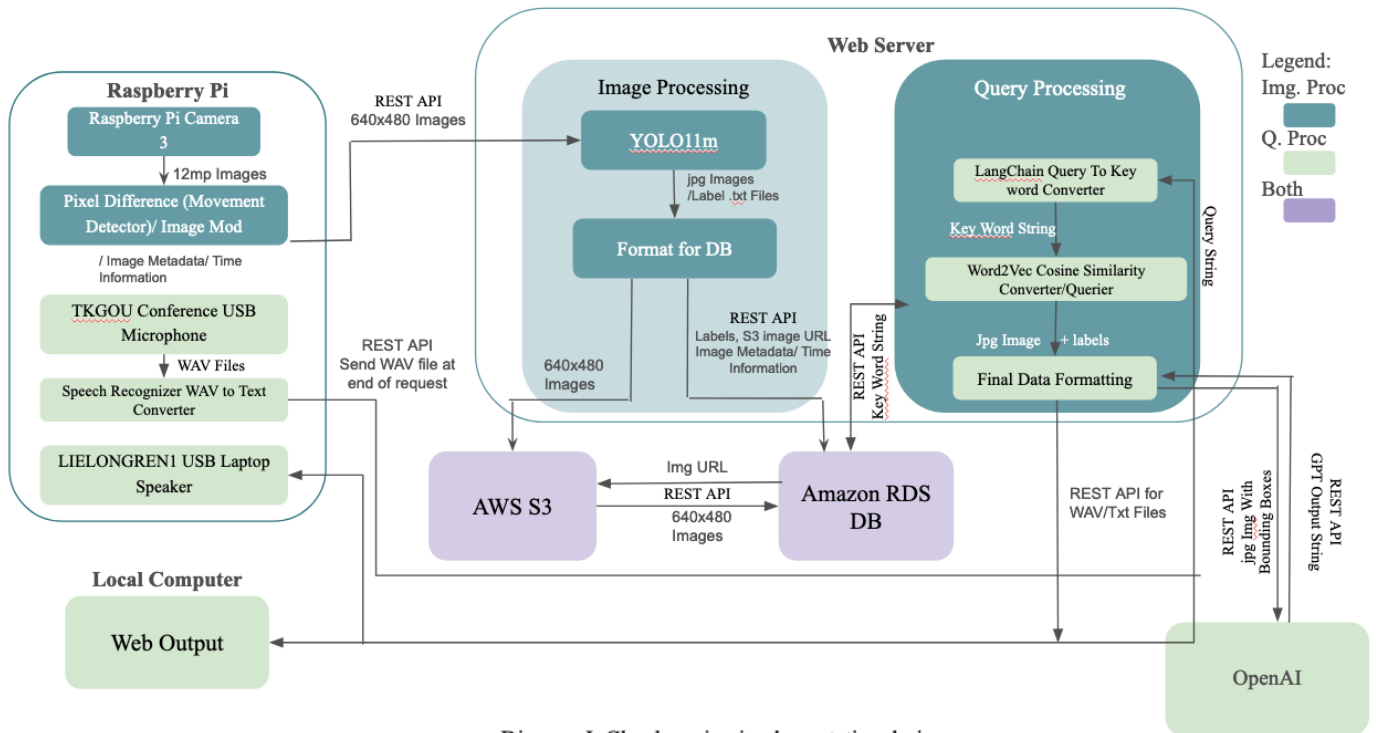 Web Server
Legend:
Img. Proc
Q. Proc
Both
Raspberry Pi
Raspberry Pi Camera
3
12mp Images
Pixel Difference (Movement
Detector)/ Image Mod
/ Image Metadata/ Time
Information
TKGOU Conference USB
Microphone
WAV Files
Speech Recognizer WAV to Text
Converter
LIELONGREN1 USB Laptop
Speaker
REST API
640x480 Images
REST API
Send WAV file at
end of request
Image Processing
YOLO11m
jpg Images
/Label .txt Files
Format for DB
640x480
Images
REST API
Labels, S3 image URL
Image Metadata/ Time
Information
Query Processing
LangChain Query To Key
word Converter
Key Word String
Word2Vec Cosine Similarity
Converter/Querier
Jpg Image + labels
Final Data Formatting
REST API
Key Word String
Query String
AWS S3
Img URL
REST API
640x480
Images
Amazon RDS
DB
REST API for
WAV/Txt Files
REST API
jpg Img With
Bounding Boxes
REST API
GPT Output String
Local Computer
Web Output
OpenAI